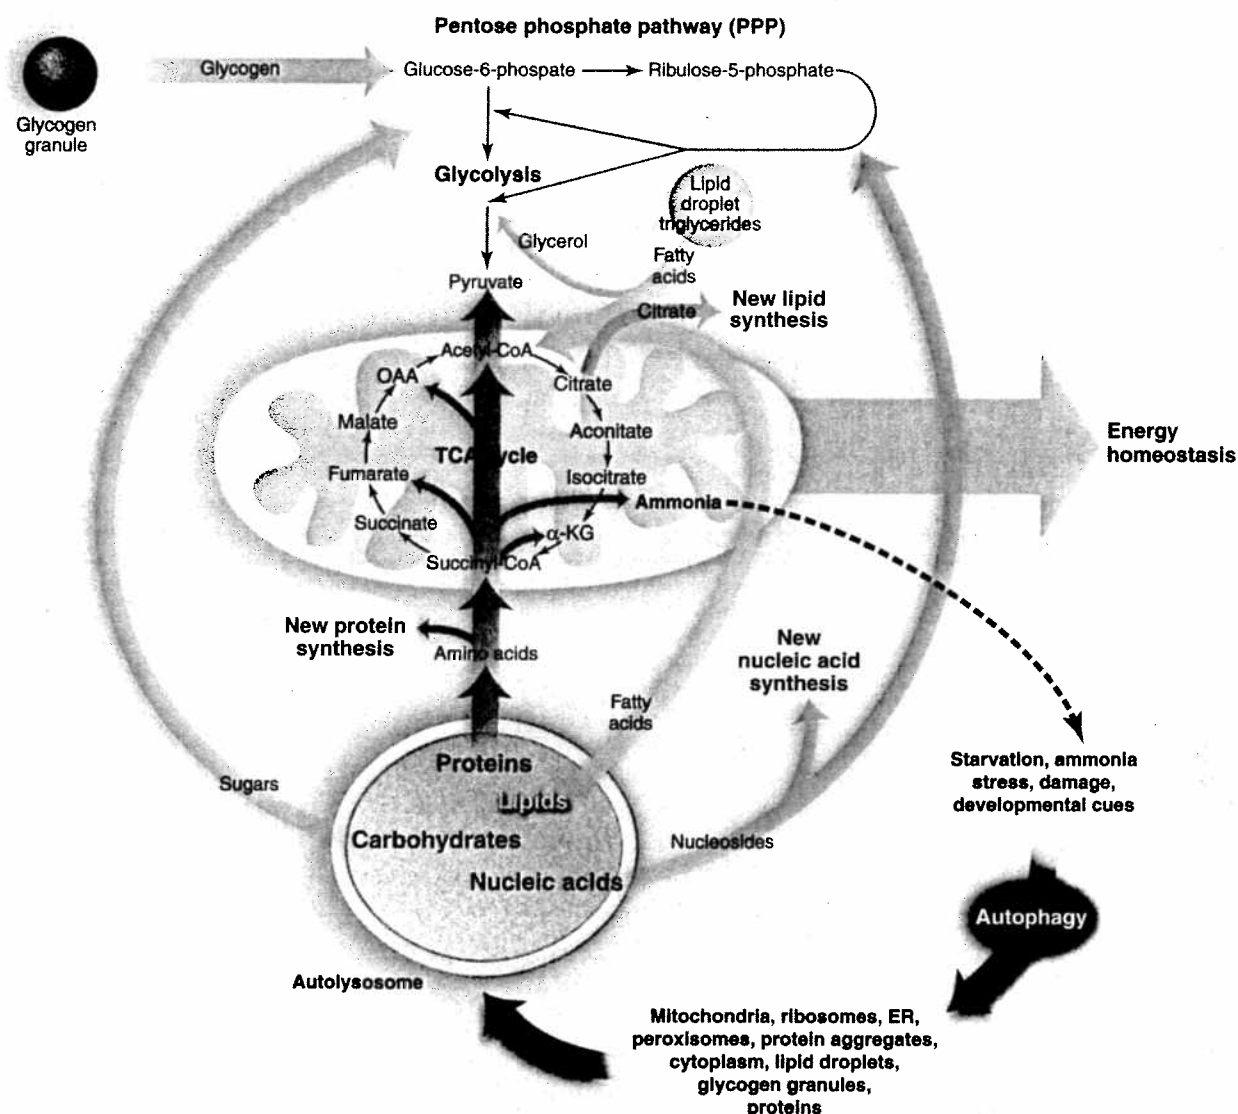 Pentose phosphate pathway (PPP)
Glycogen
Glucose-6-phospate
Ribulose-5-phosphate
Glycogen
granule
Glycolysis
Lipid
droplet
triglycerides
Glycerol
Fatty
acids
Pyruvate
Citrate
New lipid
synthesis
Acetyl-CoA
OAA
Citrate
Malate
Aconitate
TCA cycle
Energy
homeostasis
Fumarate
Isocitrate
Ammonia
Succinate
α-KG
Succinyl-CoA
New protein
synthesis
Amino acids
New
nucleic acid
synthesis
Fatty
acids
Starvation, ammonia
stress, damage,
developmental cues
Proteins
Sugars
Lipids
Carbohydrates
Nucleosides
Nucleic acids
Autophagy
Autolysosome
Mitochondria, ribosomes, ER,
peroxisomes, protein aggregates,
cytoplasm, lipid droplets,
glycogen granules,
proteins